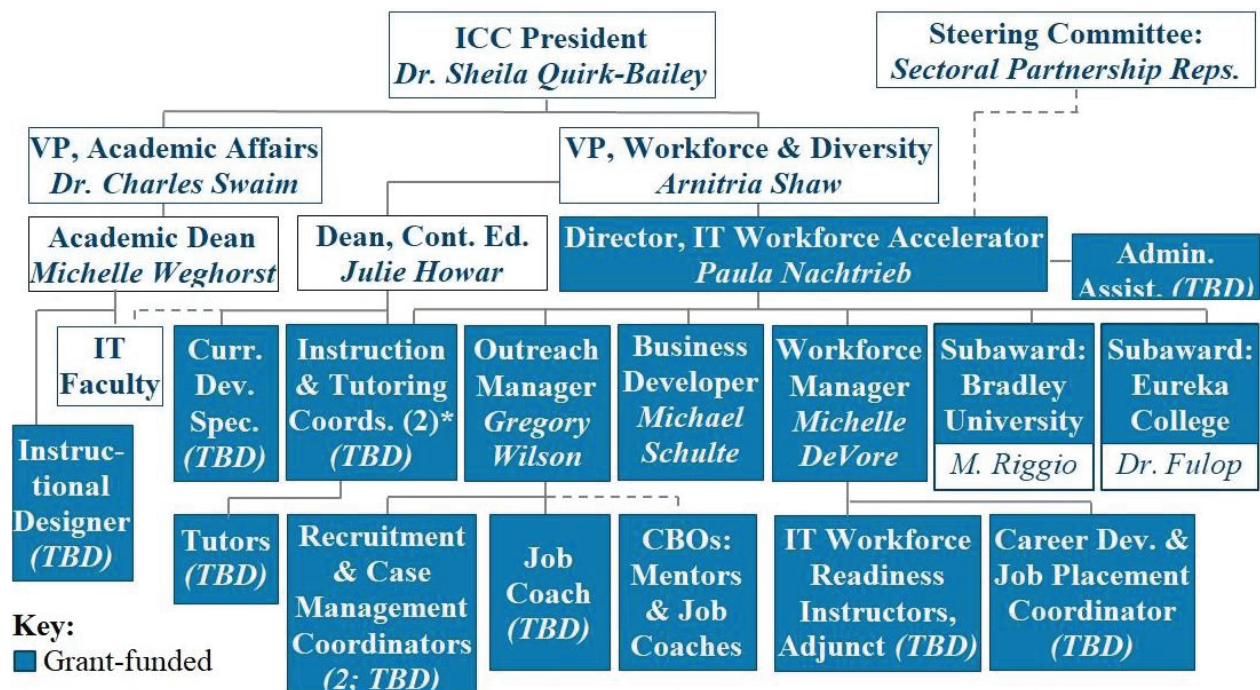 ICC President
Dr. Sheila Quirk-Bailey
Steering Committee:
Sectoral Partnership Reps.
VP, Academic Affairs
Dr. Charles Swaim
VP, Workforce & Diversity
Arnitria Shaw
Academic Dean
Michelle Weghorst
Dean, Cont. Ed.
Julie Howar
Director, IT Workforce Accelerator
Paula Nachtrieb
Admin.
Assist. (TBD)
IT
Faculty
Curr.
Dev.
Spec.
(TBD)
Instruction
& Tutoring
Coords. (2)*
(TBD)
Outreach
Manager
Gregory
Wilson
Business
Developer
Michael
Schulte
Workforce
Manager
Michelle
DeVore
Subaward:
Bradley
University
M. Riggio
Subaward:
Eureka
College
Dr. Fulop
Instruc-
tional
Designer
(TBD)
Tutors
(TBD)
Recruitment
& Case
Management
Coordinators
(2; TBD)
Job
Coach
(TBD)
CBOs:
Mentors
& Job
Coaches
IT Workforce
Readiness
Instructors,
Adjunct (TBD)
Career Dev. &
Job Placement
Coordinator
(TBD)
Key:
Grant-funded